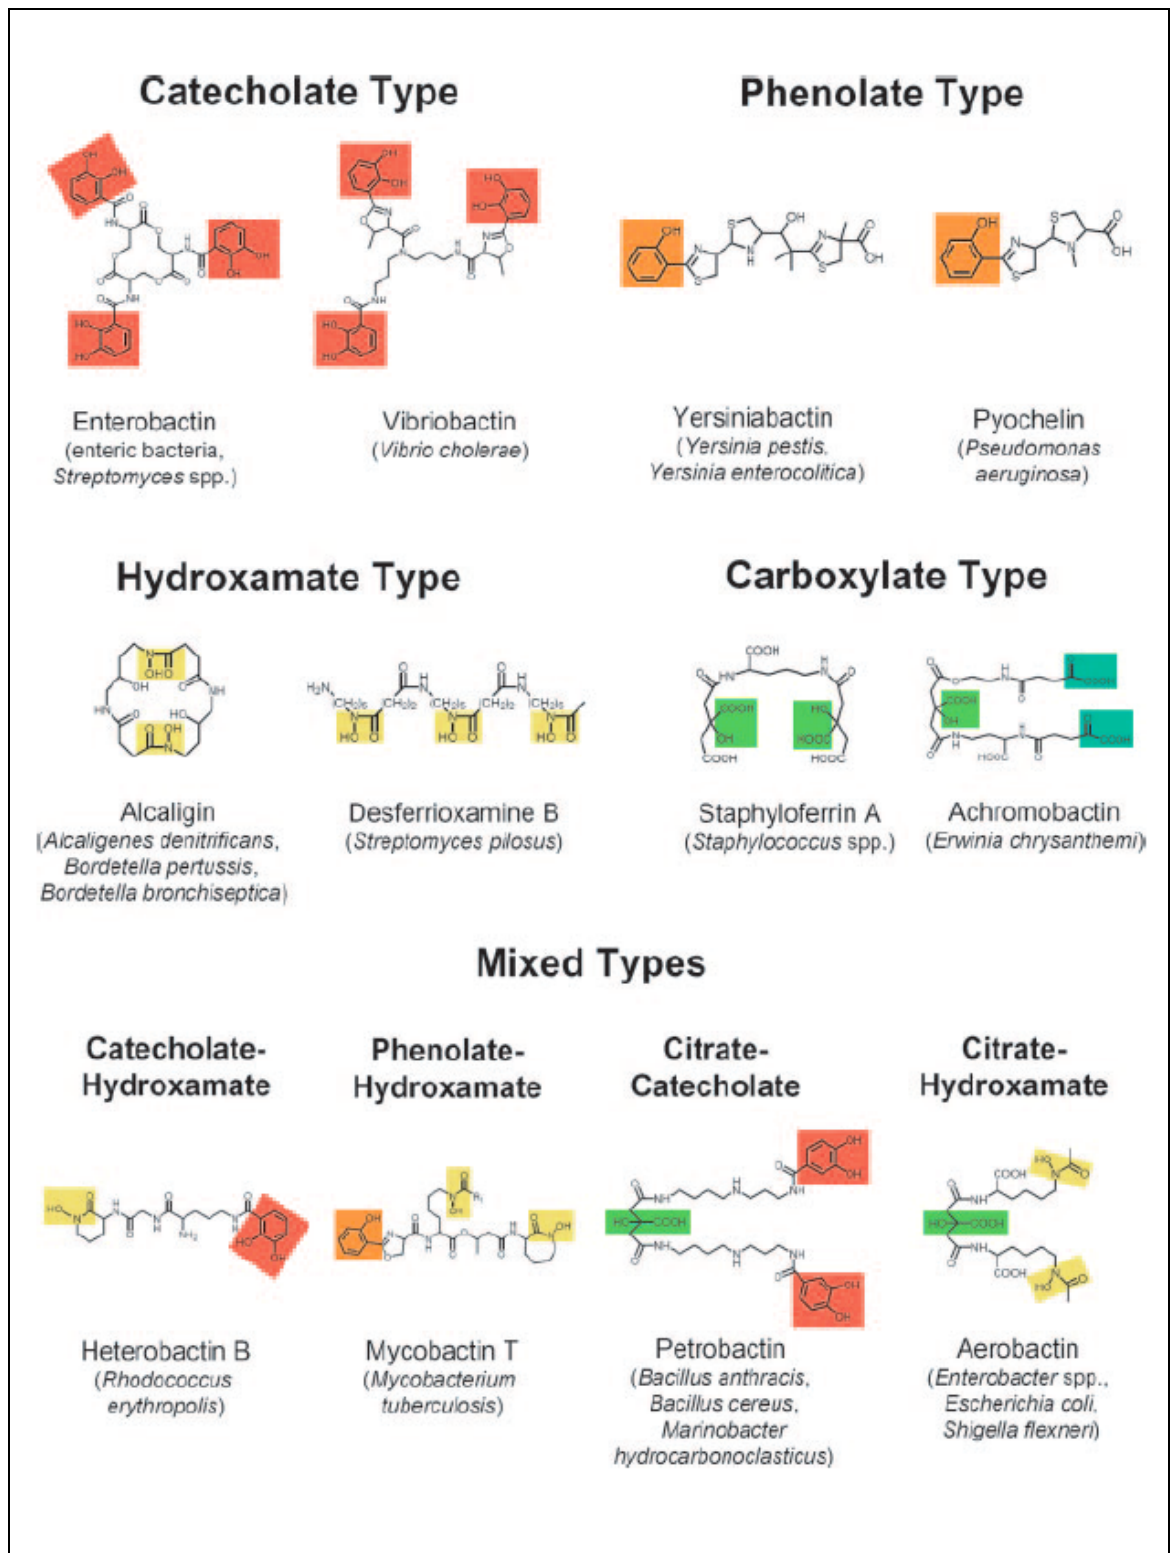 Catecholate Type
Phenolate Type
Enterobactin
(enteric bacteria,
Streptomyces spp.)
Vibriobactin
(Vibrio cholerae)
Yersiniabactin
(Yersinia pestis,
Yersinia enterocolitica)
Pyochelin
(Pseudomonas
aeruginosa)
Hydroxamate Type
Carboxylate Type
Alcaligin
(Alcaligenes denitrificans,
Bordetella pertussis,
Bordetella bronchiseptica)
Desferrioxamine B
(Streptomyces pilosus)
Staphyloferrin A
(Staphylococcus spp.)
Achromobactin
(Erwinia chrysanthemi)
Mixed Types
Catecholate-
Hydroxamate
Phenolate-
Hydroxamate
Citrate-
Catecholate
Citrate-
Hydroxamate
Heterobactin B
(Rhodococcus
erythropolis)
Mycobactin T
(Mycobacterium
tuberculosis)
Petrobactin
(Bacillus anthracis,
Bacillus cereus,
Marinobacter
hydrocarbonoclasticus)
Aerobactin
(Enterobacter spp.,
Escherichia coli,
Shigella flexneri)